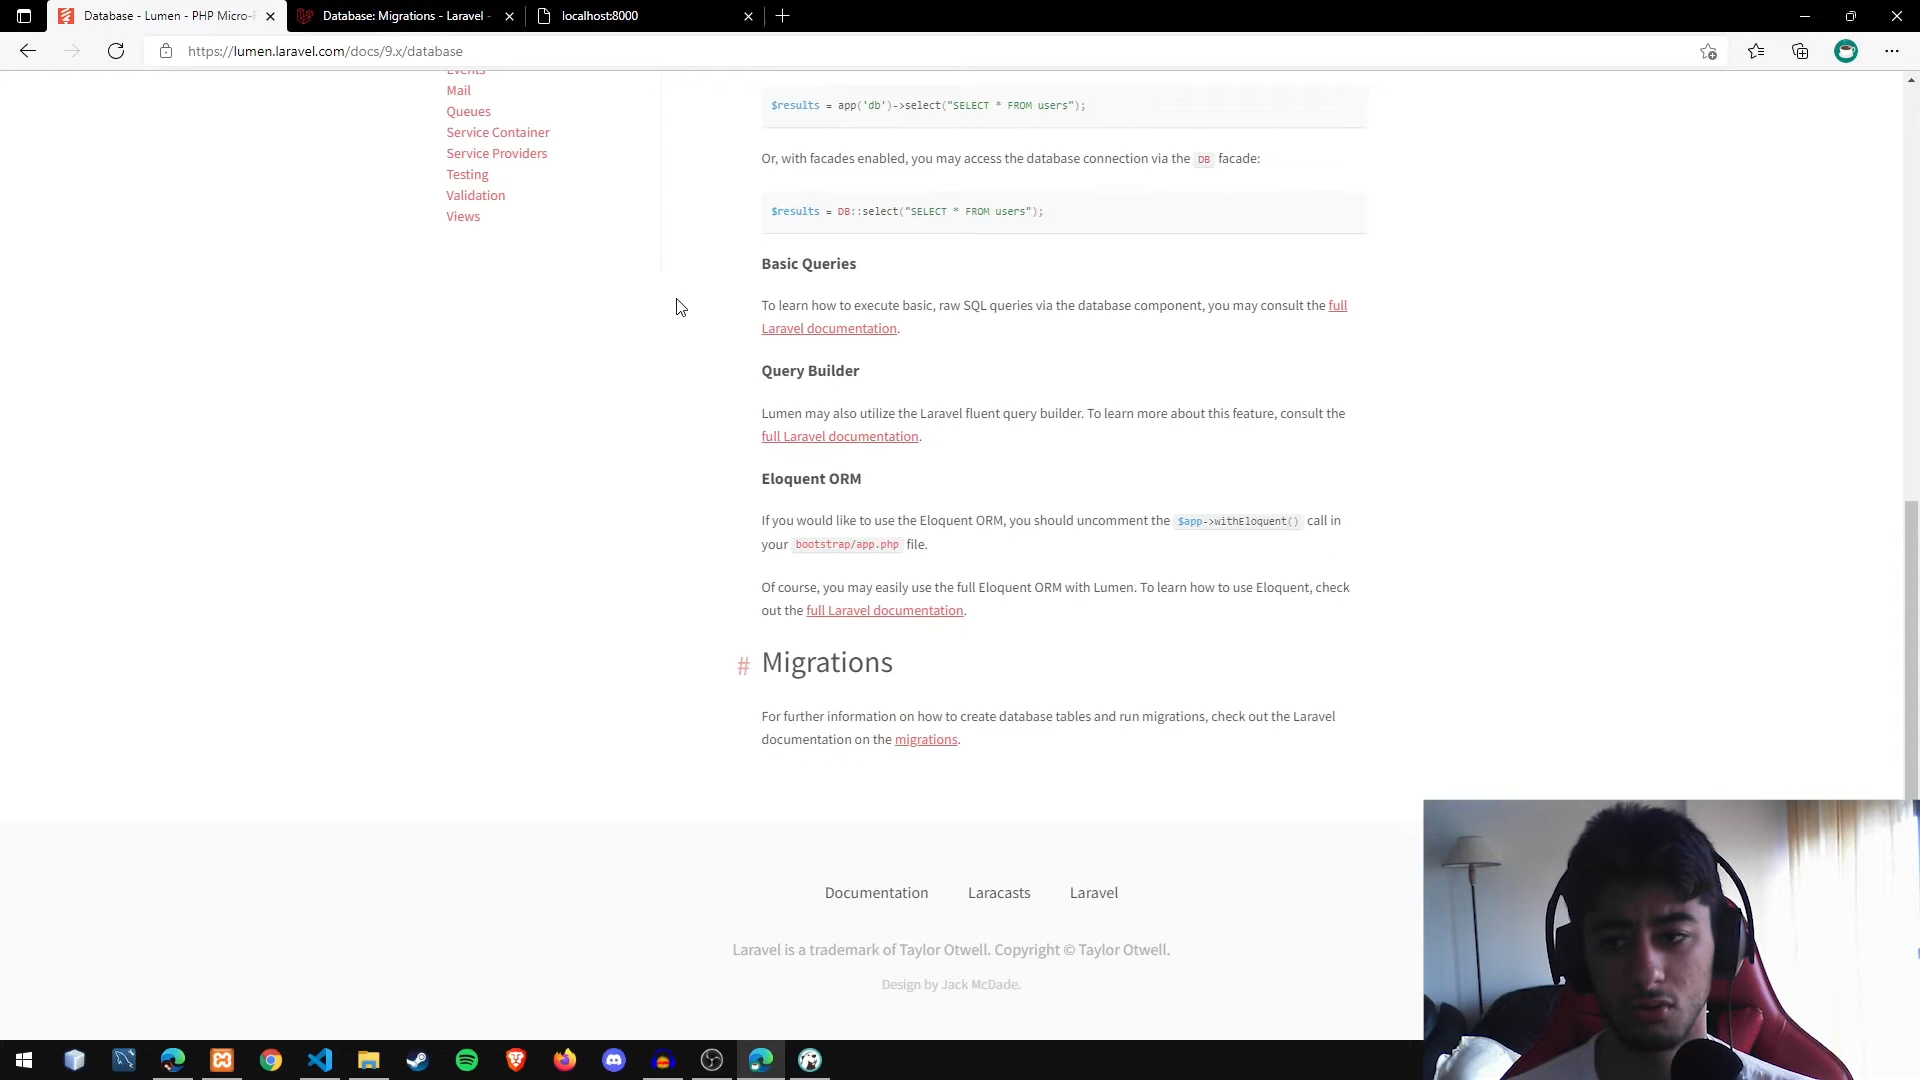 Database - Lumen - PHP Micro-F
Database: Migrations - Laravel -
localhost:8000
https://lumen.laravel.com/docs/9.x/database
Events
Mail
Queues
Service Container
Service Providers
Testing
Validation
Views
$results = app('db')->select("SELECT * FROM users");
Or, with facades enabled, you may access the database connection via the DB facade:
$results = DB::select("SELECT * FROM users");
Basic Queries
To learn how to execute basic, raw SQL queries via the database component, you may consult the full
Laravel documentation.
Query Builder
Lumen may also utilize the Laravel fluent query builder. To learn more about this feature, consult the
full Laravel documentation.
Eloquent ORM
If you would like to use the Eloquent ORM, you should uncomment the $app->withEloquent() call in
your bootstrap/app.php file.
Of course, you may easily use the full Eloquent ORM with Lumen. To learn how to use Eloquent, check
out the full Laravel documentation.
# Migrations
For further information on how to create database tables and run migrations, check out the Laravel
documentation on the migrations.
Documentation Laracasts Laravel
Laravel is a trademark of Taylor Otwell. Copyright © Taylor Otwell.
Design by Jack McDade.